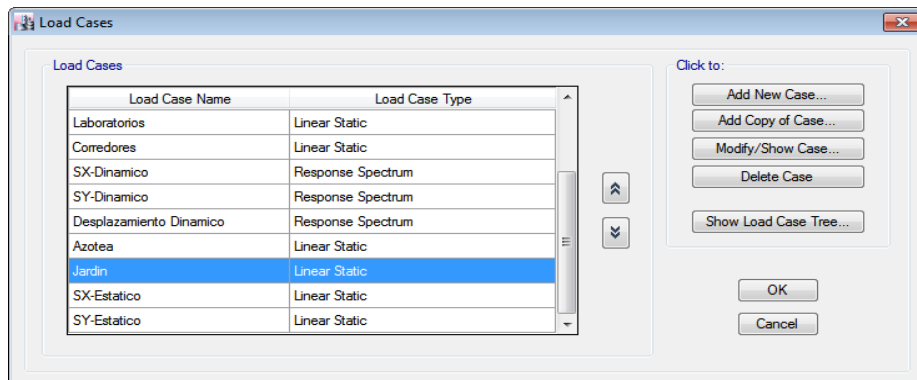 Load Cases
Load Cases
Click to:
Load Case Name Load Case Type
Laboratorios Linear Static
Corredores Linear Static
SX-Dinamico Response Spectrum
SY-Dinamico Response Spectrum
Desplazamiento Dinamico Response Spectrum
Azotea Linear Static
Jardin Linear Static
SX-Estatico Linear Static
SY-Estatico Linear Static
Add New Case...
Add Copy of Case...
Modify/Show Case...
Delete Case
Show Load Case Tree...
OK
Cancel